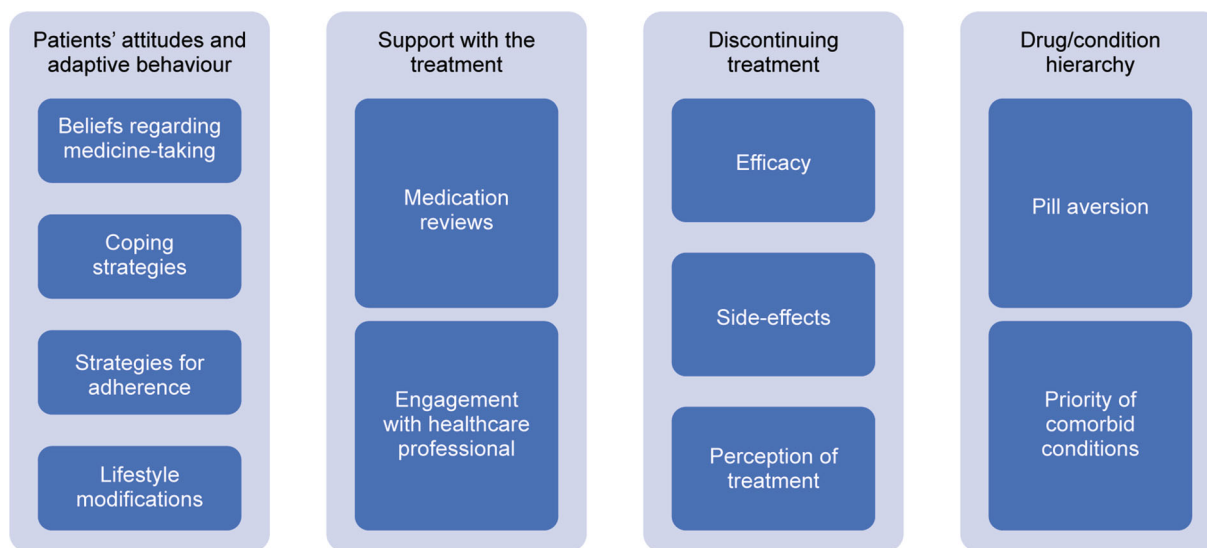 Patients’ attitudes and
adaptive behaviour
Beliefs regarding
medicine-taking
Coping
strategies
Strategies for
adherence
Lifestyle
modifications
Support with the
treatment
Medication
reviews
Engagement
with healthcare
professional
Discontinuing
treatment
Efficacy
Side-effects
Perception of
treatment
Drug/condition
hierarchy
Pill aversion
Priority of
comorbid
conditions